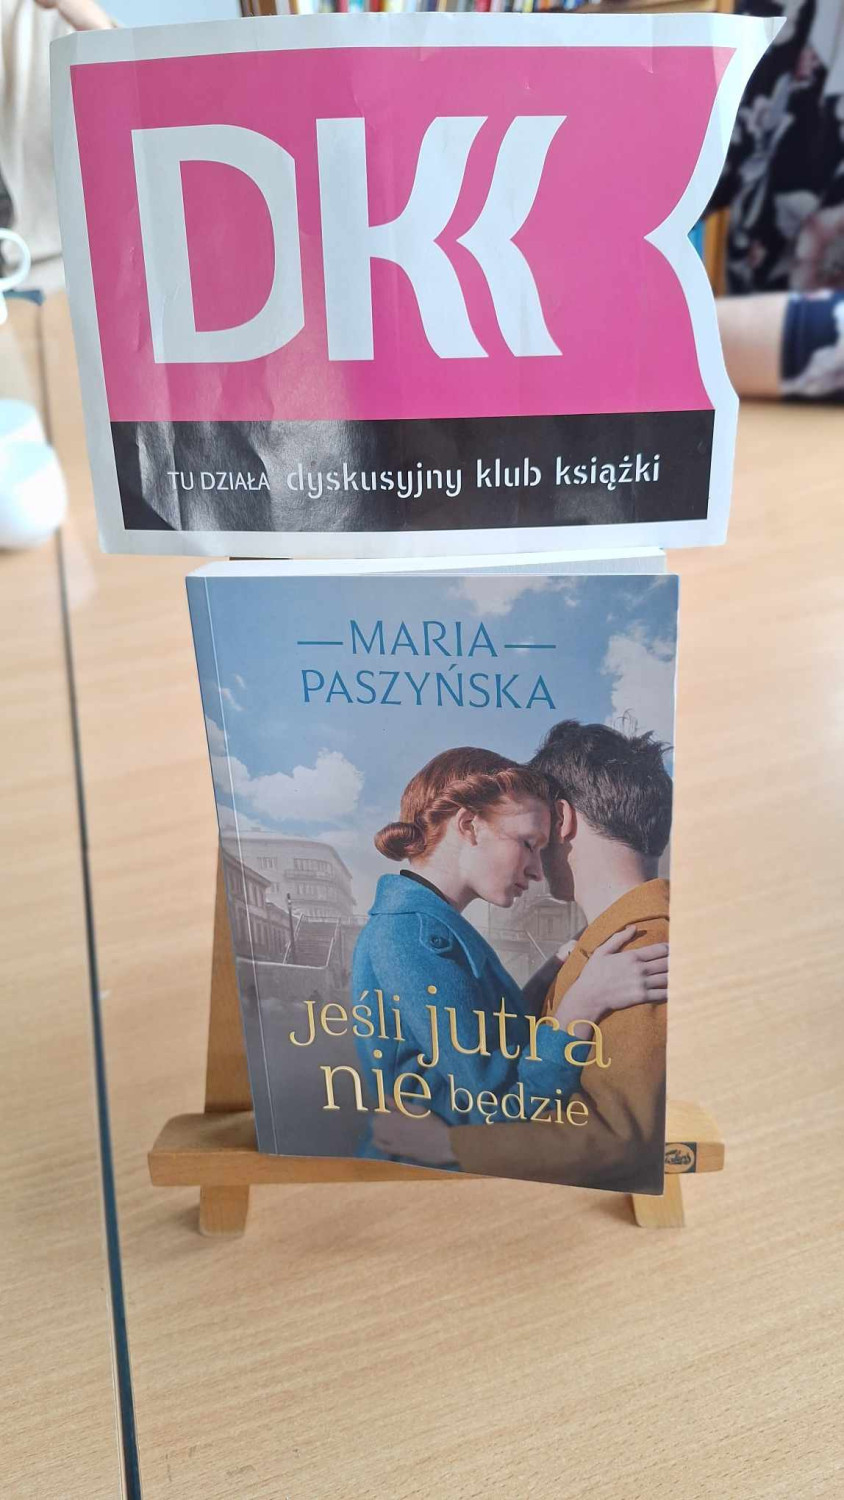 DKK
TU DZIAŁA dyskusyjny klub książki
—MARIA—
PASZYŃSKA
Jeśli jutra
nie będzie